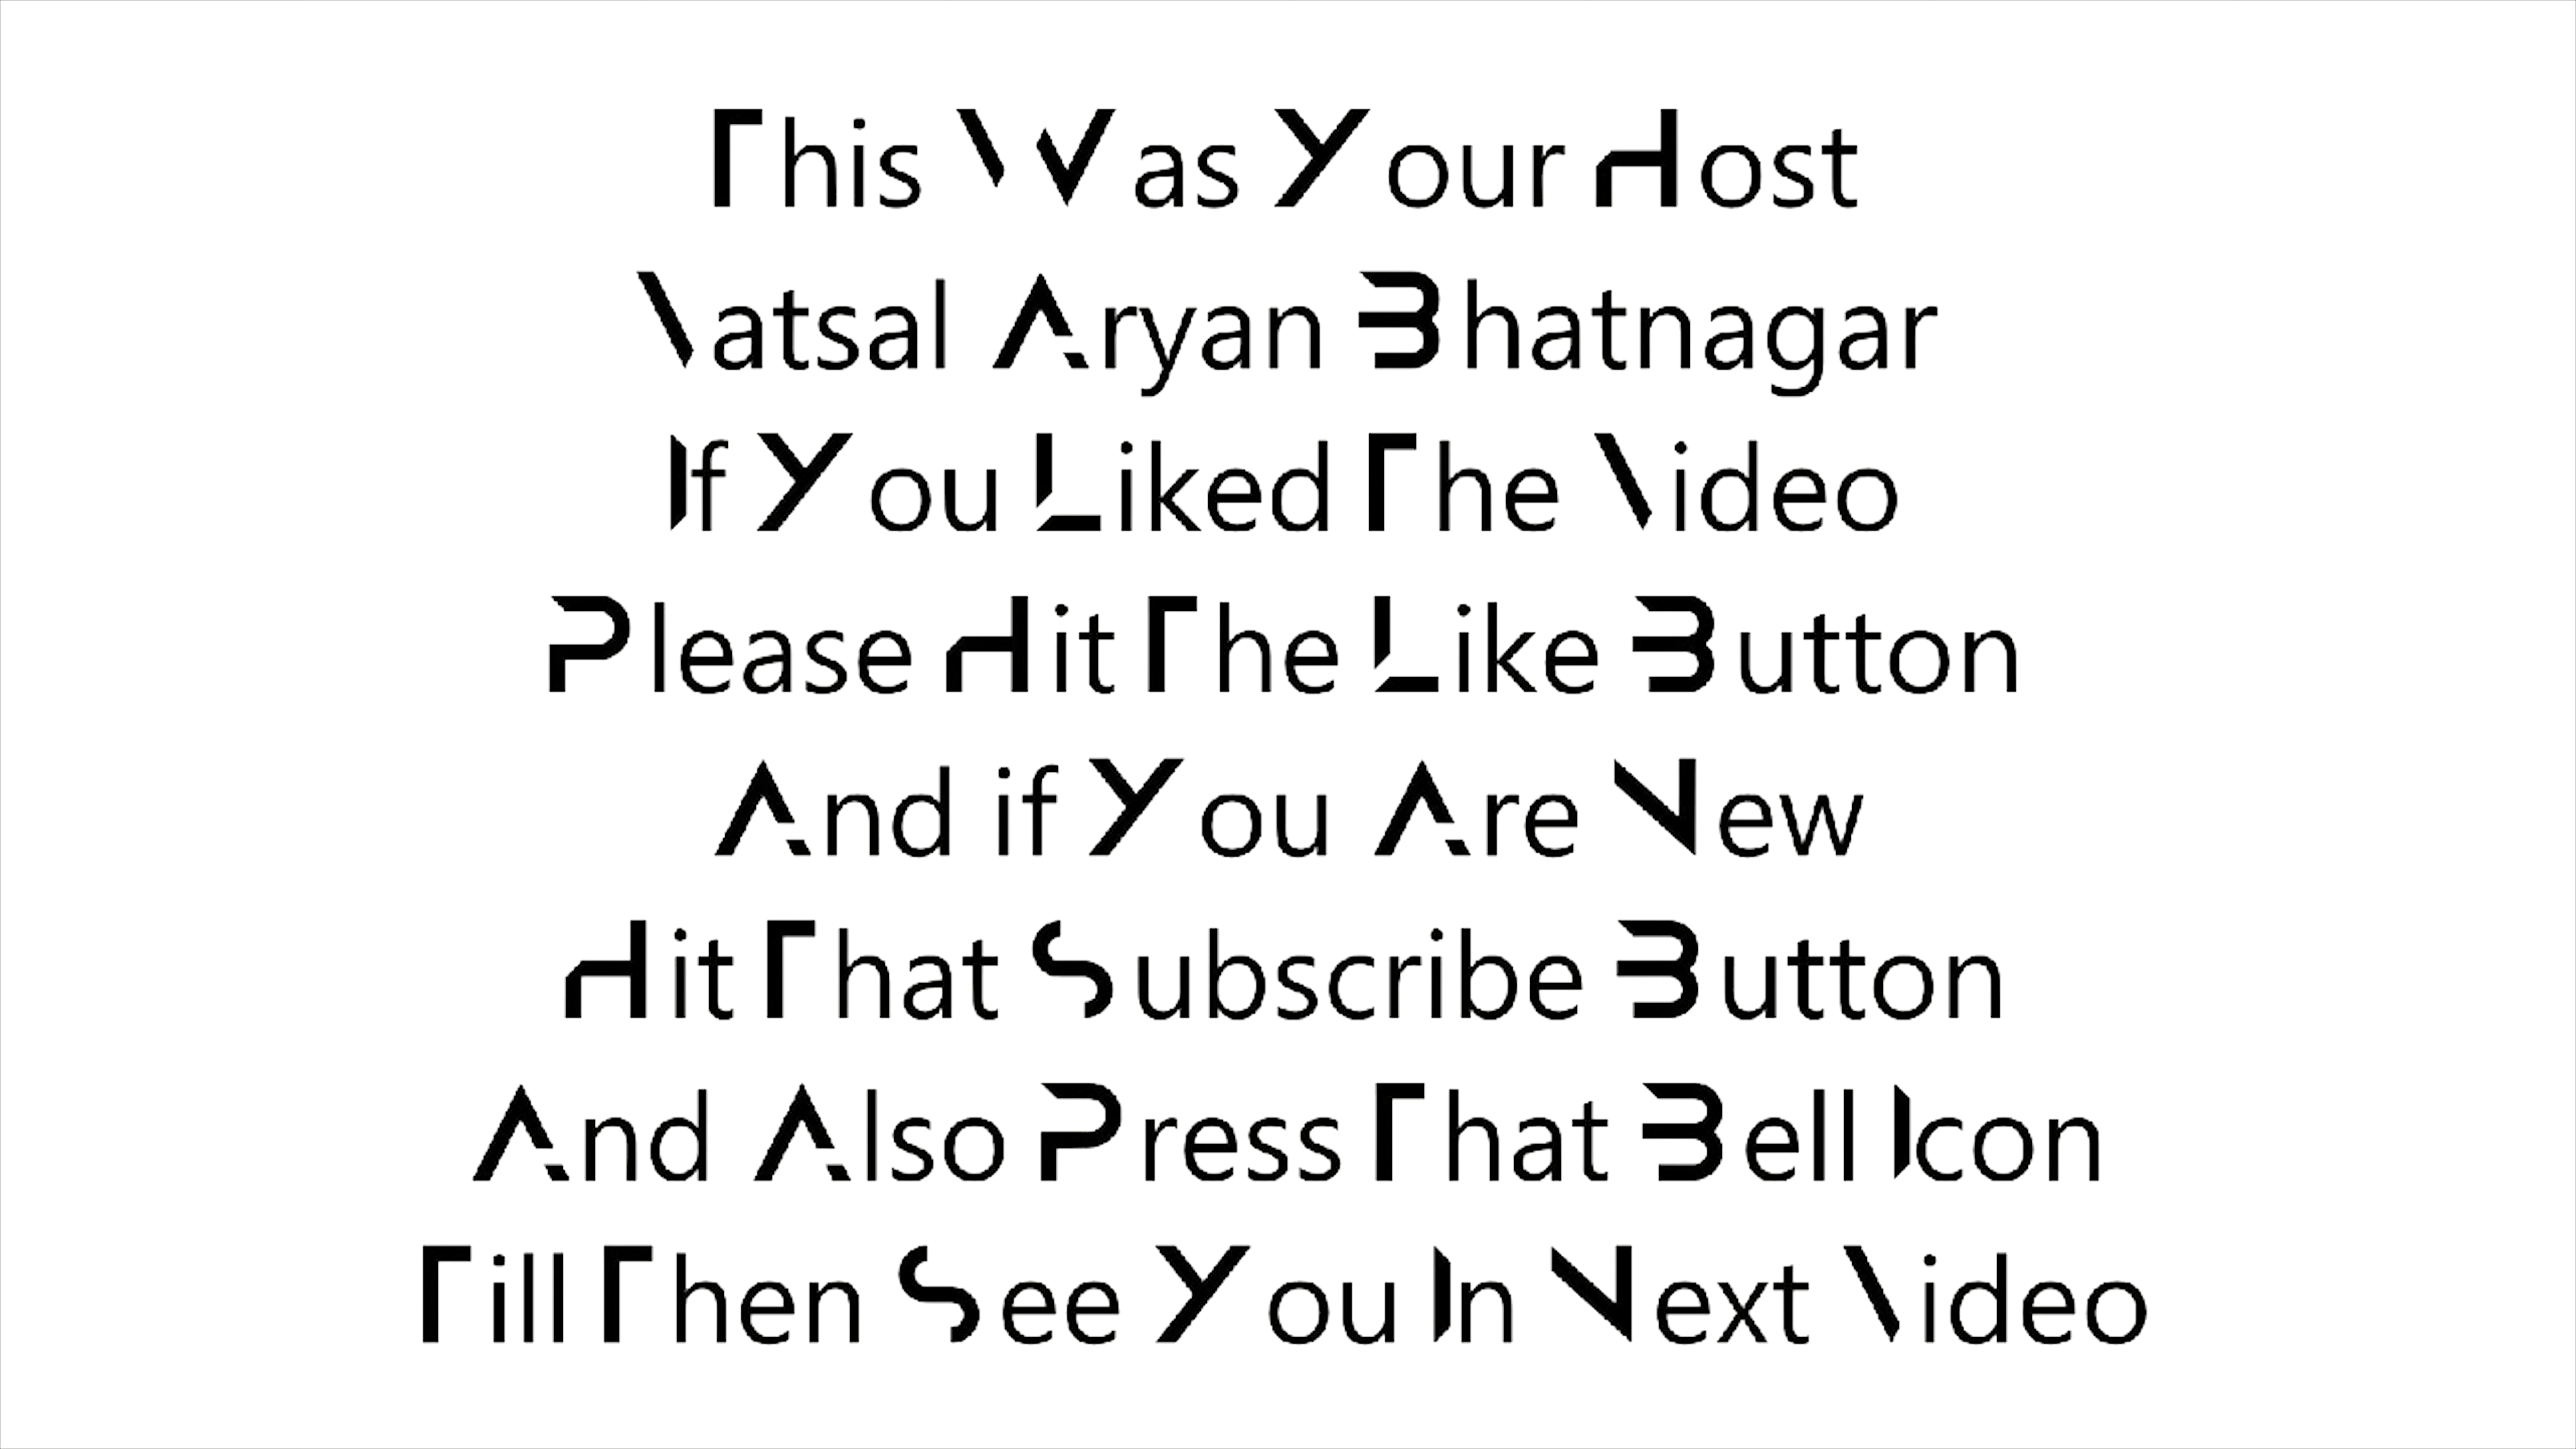 This Was Your Host
Vatsal Aryan Bhatnagar
If You Liked The Video
Please Hit The Like Button
And if You Are New
Hit That Subscribe Button
And Also Press That Bell Icon
Till Then See You In Next Video